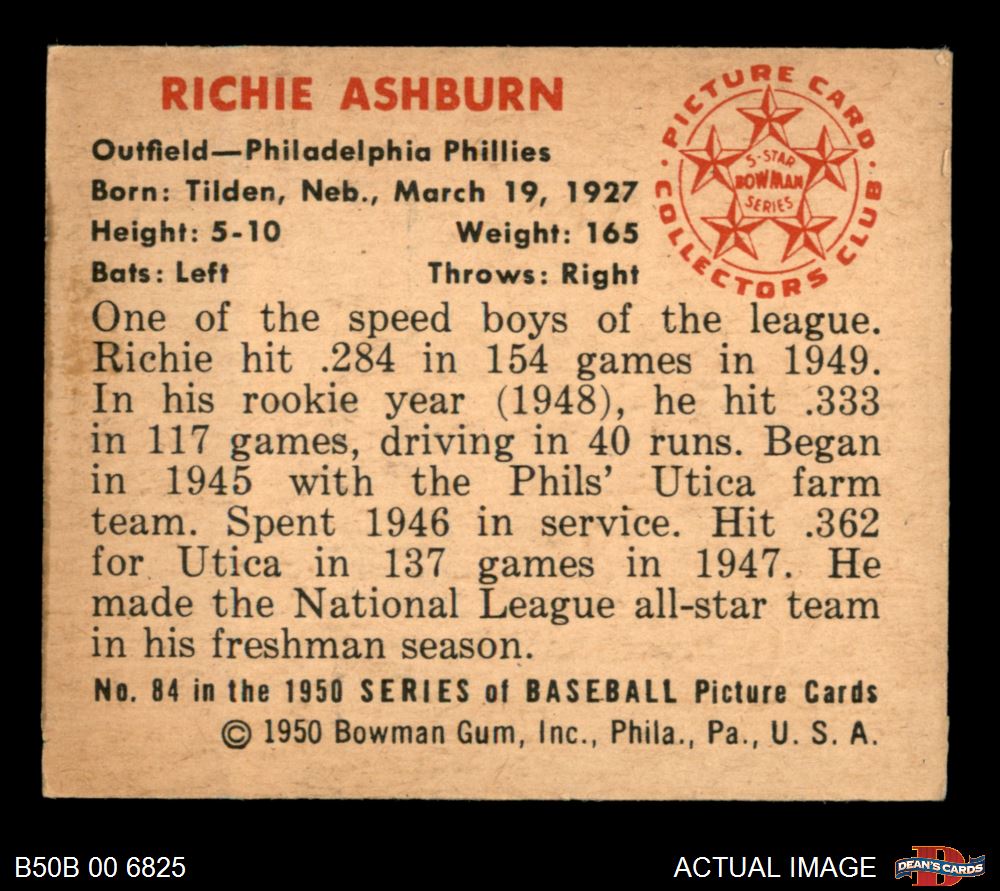 RICHIE ASHBURN
Outfield—Philadelphia Phillies
Born: Tilden, Neb., March 19, 1927
Height: 5-10 Weight: 165
Bats: Left Throws: Right
PICTURE CARD
COLLECTORS CLUB
5-STAR
BOWMAN
SERIES
One of the speed boys of the league.
Richie hit .284 in 154 games in 1949.
In his rookie year (1948), he hit .333
in 117 games, driving in 40 runs. Began
in 1945 with the Phils’ Utica farm
team. Spent 1946 in service. Hit .362
for Utica in 137 games in 1947. He
made the National League all-star team
in his freshman season.
No. 84 in the 1950 SERIES of BASEBALL Picture Cards
© 1950 Bowman Gum, Inc., Phila., Pa., U. S. A.
B50B 00 6825
ACTUAL IMAGE
DEAN'S CARDS